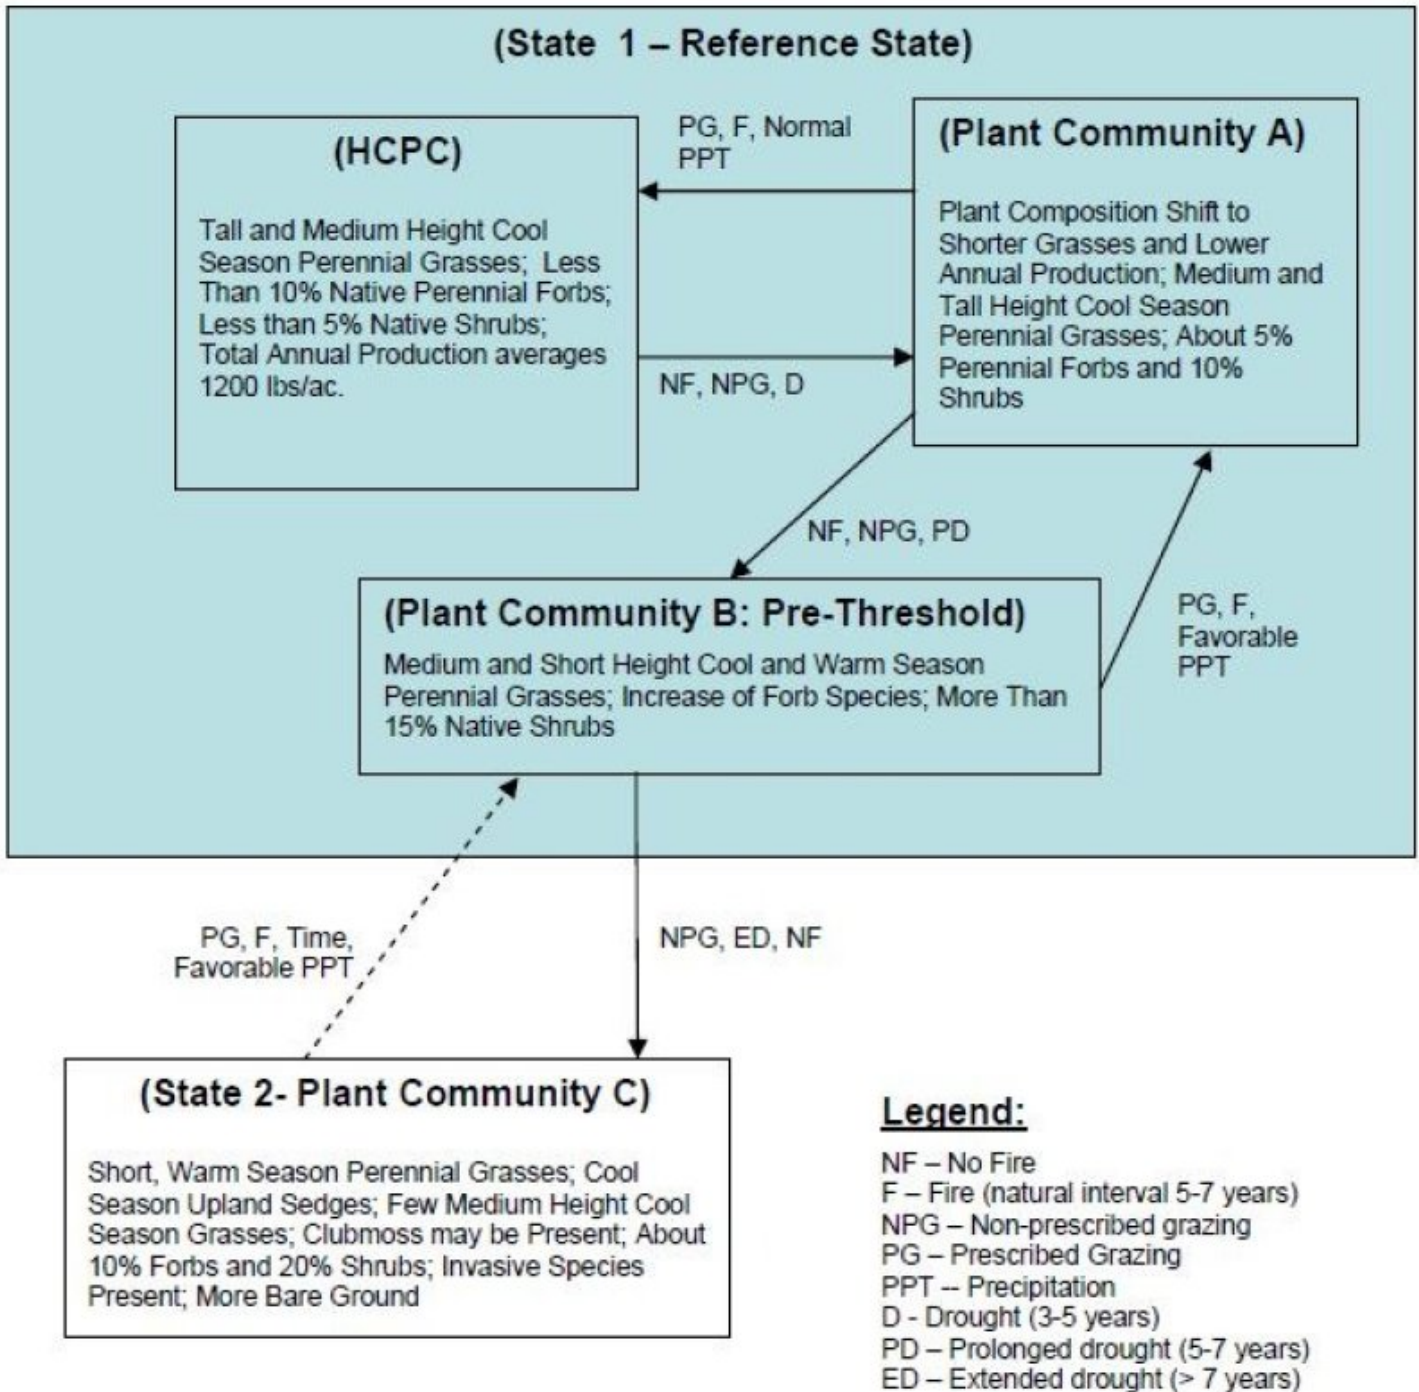 (State 1 – Reference State)
(HCPC)
Tall and Medium Height Cool
Season Perennial Grasses; Less
Than 10% Native Perennial Forbs;
Less than 5% Native Shrubs;
Total Annual Production averages
1200 lbs/ac.
PG, F, Normal
PPT
NF, NPG, D
(Plant Community A)
Plant Composition Shift to
Shorter Grasses and Lower
Annual Production; Medium and
Tall Height Cool Season
Perennial Grasses; About 5%
Perennial Forbs and 10%
Shrubs
NF, NPG, PD
(Plant Community B: Pre-Threshold)
Medium and Short Height Cool and Warm Season
Perennial Grasses; Increase of Forb Species; More Than
15% Native Shrubs
PG, F,
Favorable
PPT
PG, F, Time,
Favorable PPT
NPG, ED, NF
(State 2- Plant Community C)
Short, Warm Season Perennial Grasses; Cool
Season Upland Sedges; Few Medium Height Cool
Season Grasses; Clubmoss may be Present; About
10% Forbs and 20% Shrubs; Invasive Species
Present; More Bare Ground
Legend:
NF – No Fire
F – Fire (natural interval 5-7 years)
NPG – Non-prescribed grazing
PG – Prescribed Grazing
PPT -- Precipitation
D - Drought (3-5 years)
PD – Prolonged drought (5-7 years)
ED – Extended drought (> 7 years)